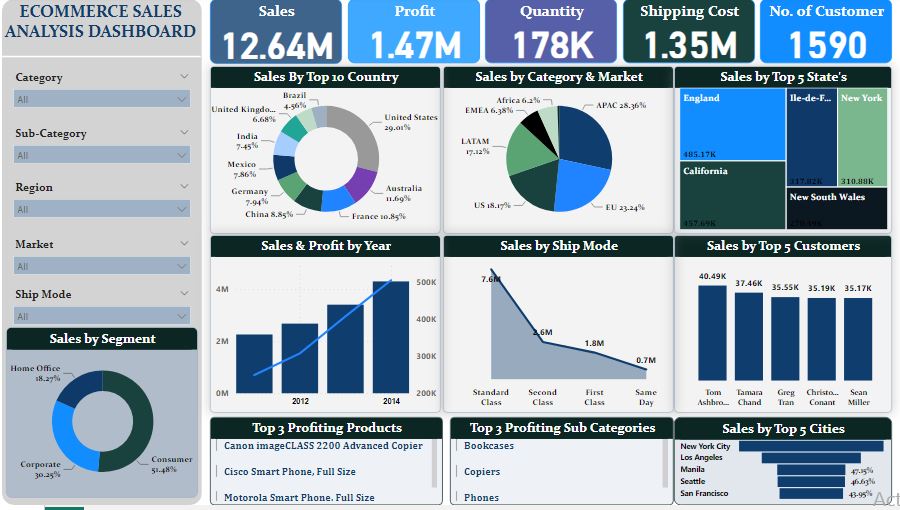 ECOMMERCE SALES
ANALYSIS DASHBOARD
Sales
12.64M
Profit
1.47M
Quantity
178K
Shipping Cost
1.35M
No. of Customer
1590
Category
All
Sub-Category
All
Region
All
Market
All
Ship Mode
All
Sales By Top 10 Country
United States
29.01%
Australia
11.69%
France 10.85%
China 8.85%
Germany
7.94%
Mexico
7.86%
India
7.45%
United Kingdo...
6.68%
Brazil
4.56%
Sales by Category & Market
APAC 28.36%
EU 23.24%
US 18.17%
LATAM
17.12%
EMEA 6.38%
Africa 6.2%
Sales by Top 5 State's
England
485.17K
California
457.69K
Ile-de-F...
317.82K
New York
310.88K
New South Wales
Sales & Profit by Year
4M
2M
0M
500K
400K
300K
200K
2012
2014
Sales by Ship Mode
7.6M
2.6M
1.8M
0.7M
Standard
Class
Second
Class
First
Class
Same
Day
Sales by Top 5 Customers
40.49K
37.46K
35.55K
35.19K
35.17K
Tom
Ashbro...
Tamara
Chand
Greg
Tran
Christo...
Conant
Sean
Miller
Sales by Segment
Home Office
18.27%
Corporate
30.25%
Consumer
51.48%
Top 3 Profiting Products
Canon imageCLASS 2200 Advanced Copier
Cisco Smart Phone, Full Size
Motorola Smart Phone, Full Size
Top 3 Profiting Sub Categories
Bookcases
Copiers
Phones
Sales by Top 5 Cities
New York City
Los Angeles
Manila
47.15%
Seattle
46.63%
San Francisco
43.95%
Act